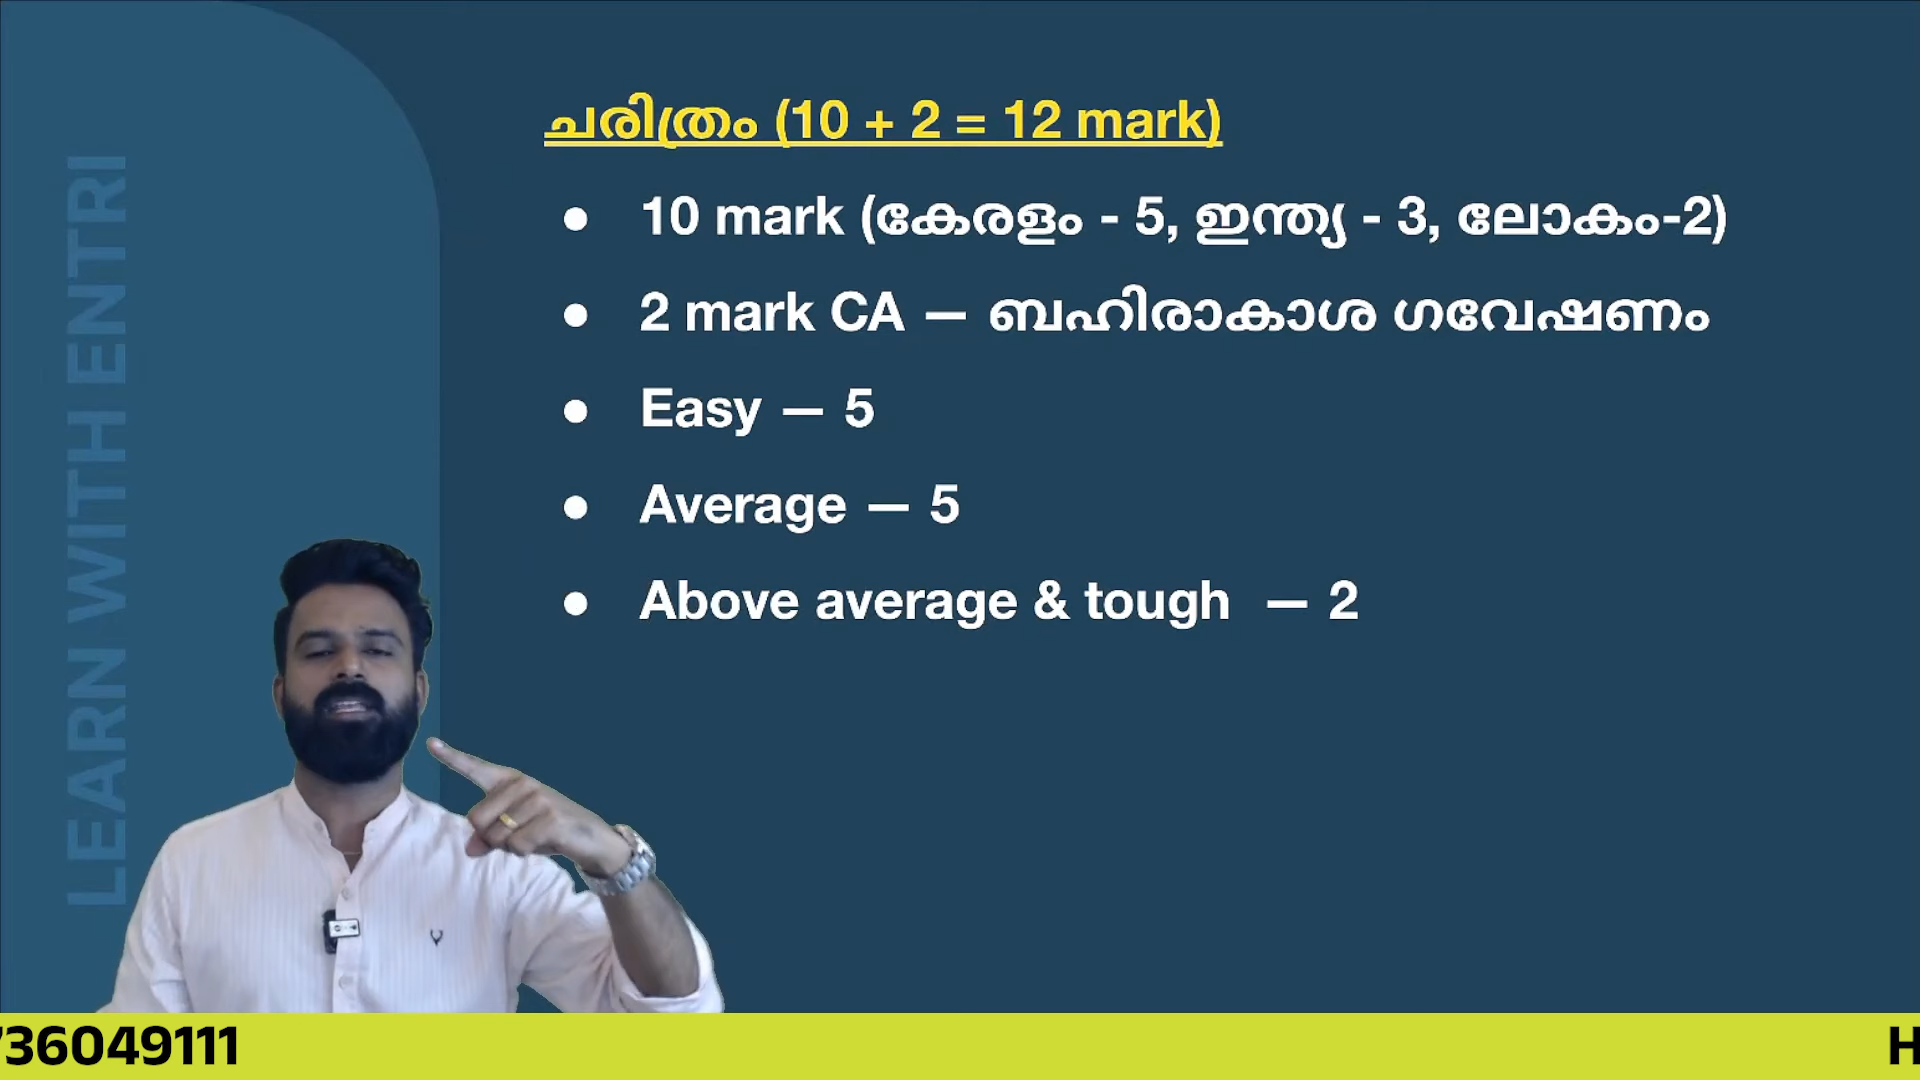 ചരിത്രം (10 + 2 = 12 mark)
● 10 mark (കേരളം - 5, ഇന്ത്യ - 3, ലോകം-2)
● 2 mark CA — ബഹിരാകാശ ഗവേഷണം
● Easy — 5
● Average — 5
● Above average & tough — 2
LEARN WITH ENTRI
736049111
H